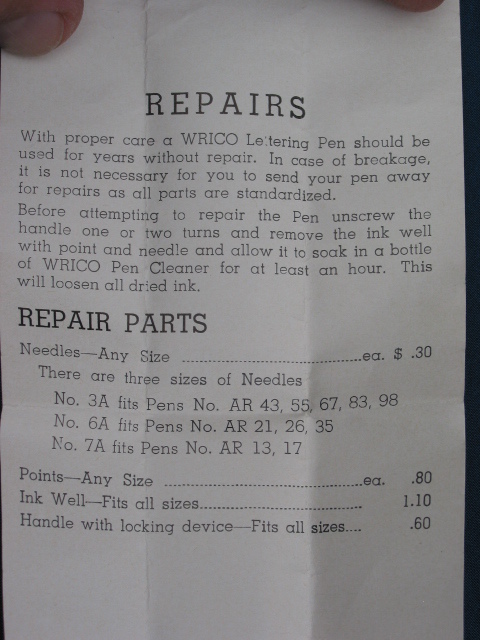 REPAIRS
With proper care a WRICO Lettering Pen should be
used for years without repair. In case of breakage,
it is not necessary for you to send your pen away
for repairs as all parts are standardized.
Before attempting to repair the Pen unscrew the
handle one or two turns and remove the ink well
with point and needle and allow it to soak in a bottle
of WRICO Pen Cleaner for at least an hour. This
will loosen all dried ink.
REPAIR PARTS
Needles—Any Size ........................................ea. $ .30
There are three sizes of Needles
No. 3A fits Pens No. AR 43, 55, 67, 83, 98
No. 6A fits Pens No. AR 21, 26, 35
No. 7A fits Pens No. AR 13, 17
Points—Any Size ............................................ea. .80
Ink Well—Fits all sizes.................................... 1.10
Handle with locking device—Fits all sizes.... .60